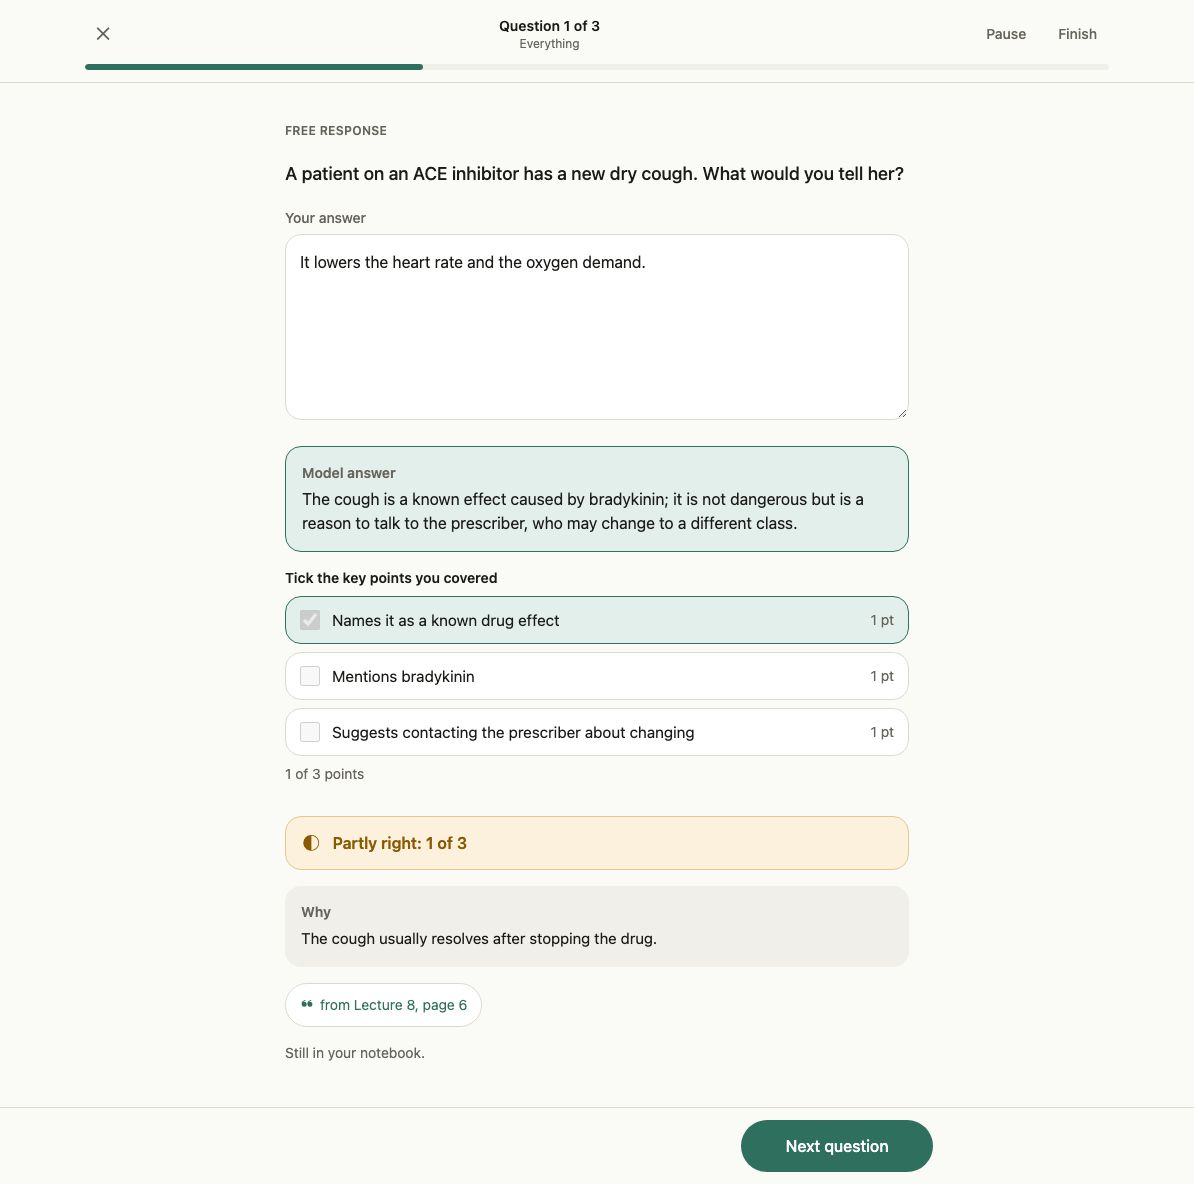 Question 1 of 3
Everything
Pause
Finish
FREE RESPONSE
A patient on an ACE inhibitor has a new dry cough. What would you tell her?
Your answer
It lowers the heart rate and the oxygen demand.
Model answer
The cough is a known effect caused by bradykinin; it is not dangerous but is a
reason to talk to the prescriber, who may change to a different class.
Tick the key points you covered
Names it as a known drug effect 1 pt
Mentions bradykinin 1 pt
Suggests contacting the prescriber about changing 1 pt
1 of 3 points
Partly right: 1 of 3
Why
The cough usually resolves after stopping the drug.
❝ from Lecture 8, page 6
Still in your notebook.
Next question